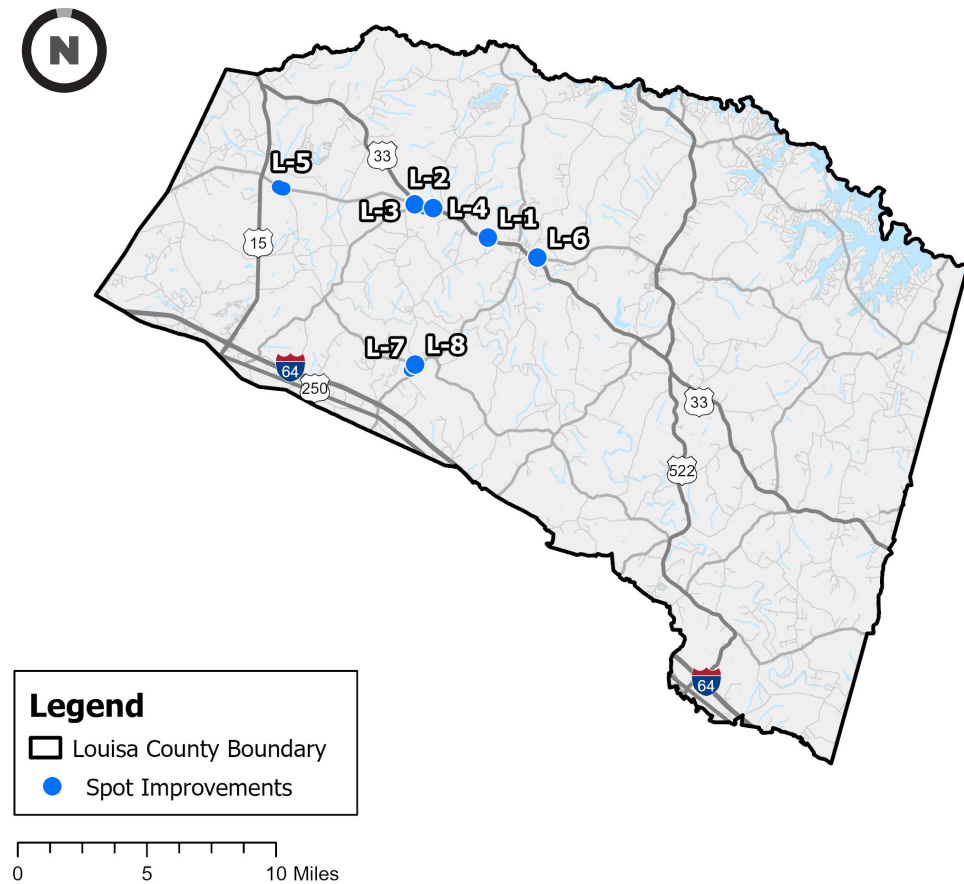 N
33
L-5
L-2
L-3
L-4
L-1
15
L-6
L-7
L-8
64
250
33
522
64
Legend
Louisa County Boundary
Spot Improvements
0
5
10 Miles